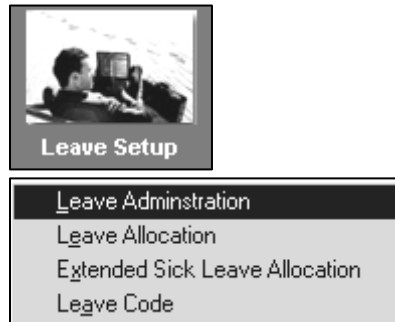 Leave Setup
Leave Adminstration
Leave Allocation
Extended Sick Leave Allocation
Leave Code